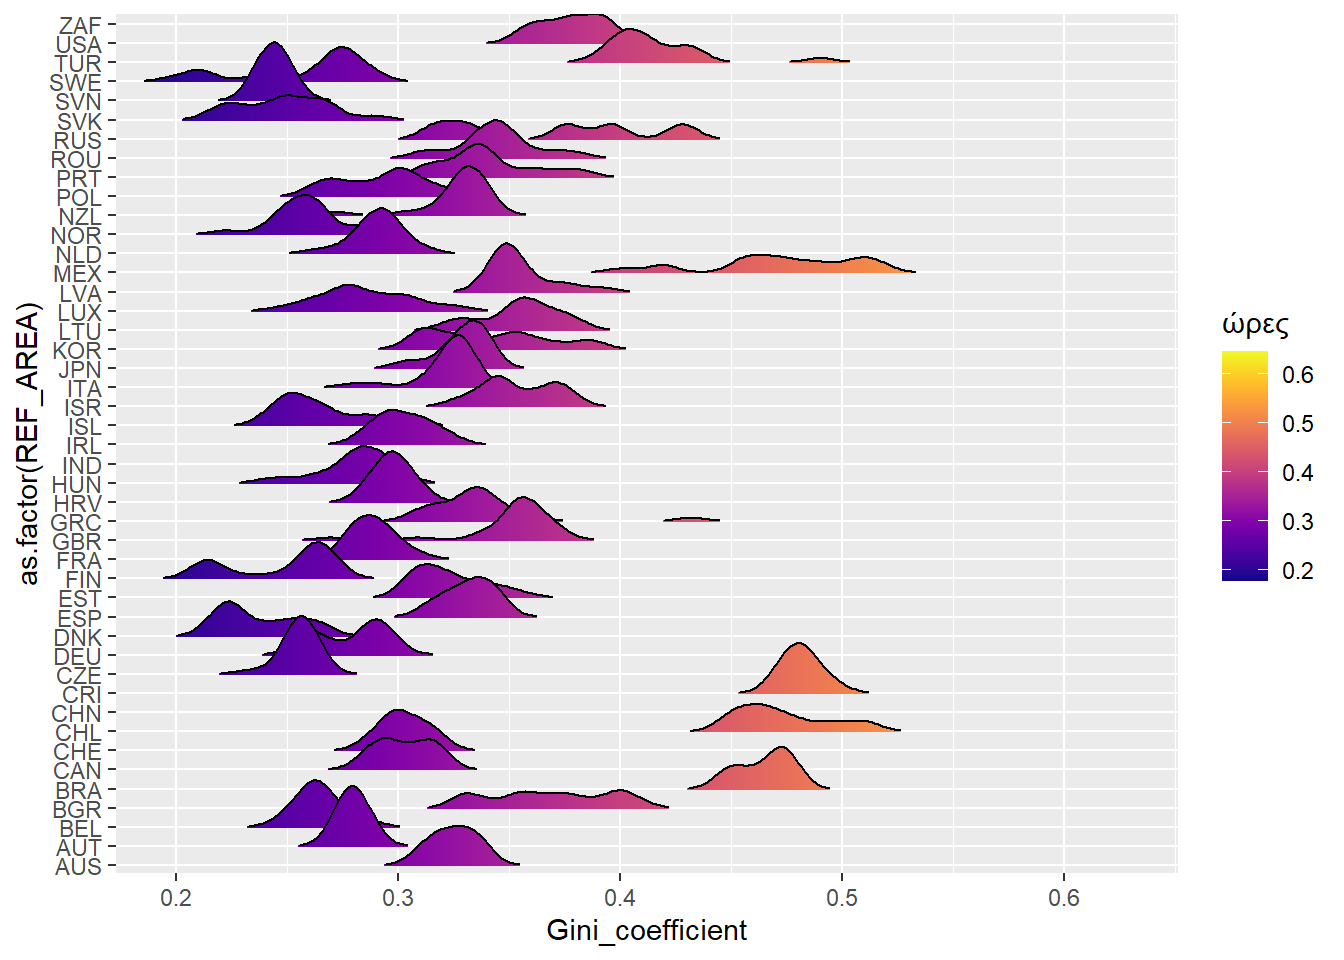 ZAF
USA
TUR
SWE
SVN
SVK
RUS
ROU
PRT
POL
NZL
NOR
NLD
MEX
LVA
LUX
LTU
KOR
JPN
ITA
ISR
ISL
IRL
IND
HUN
HRV
GRC
GBR
FRA
FIN
EST
ESP
DNK
DEU
CZE
CRI
CHN
CHL
CHE
CAN
BRA
BGR
BEL
AUT
AUS
as.factor(REF_AREA)
0.2 0.3 0.4 0.5 0.6
Gini_coefficient
ώρες
0.6
0.5
0.4
0.3
0.2